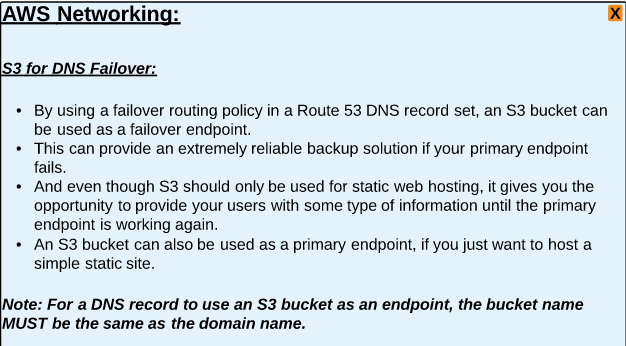 AWS Networking:
X
S3 for DNS Failover:
• By using a failover routing policy in a Route 53 DNS record set, an S3 bucket can
be used as a failover endpoint.
• This can provide an extremely reliable backup solution if your primary endpoint
fails.
• And even though S3 should only be used for static web hosting, it gives you the
opportunity to provide your users with some type of information until the primary
endpoint is working again.
• An S3 bucket can also be used as a primary endpoint, if you just want to host a
simple static site.
Note: For a DNS record to use an S3 bucket as an endpoint, the bucket name
MUST be the same as the domain name.